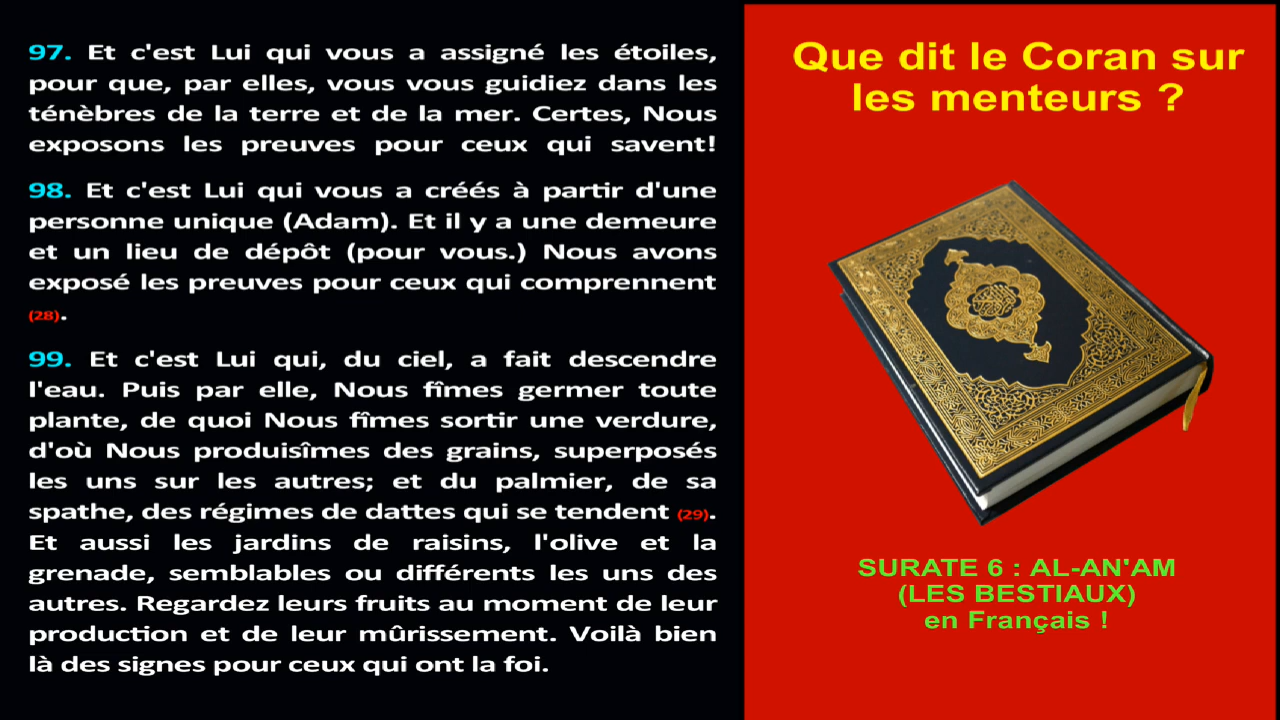 97. Et c'est Lui qui vous a assigné les étoiles,
pour que, par elles, vous vous guidiez dans les
ténèbres de la terre et de la mer. Certes, Nous
exposons les preuves pour ceux qui savent!
98. Et c'est Lui qui vous a créés à partir d'une
personne unique (Adam). Et il y a une demeure
et un lieu de dépôt (pour vous.) Nous avons
exposé les preuves pour ceux qui comprennent
(28).
99. Et c'est Lui qui, du ciel, a fait descendre
l'eau. Puis par elle, Nous fîmes germer toute
plante, de quoi Nous fîmes sortir une verdure,
d'où Nous produisîmes des grains, superposés
les uns sur les autres; et du palmier, de sa
spathe, des régimes de dattes qui se tendent (29).
Et aussi les jardins de raisins, l'olive et la
grenade, semblables ou différents les uns des
autres. Regardez leurs fruits au moment de leur
production et de leur mûrissement. Voilà bien
là des signes pour ceux qui ont la foi.
Que dit le Coran sur
les menteurs ?
SURATE 6 : AL-AN'AM
(LES BESTIAUX)
en Français !